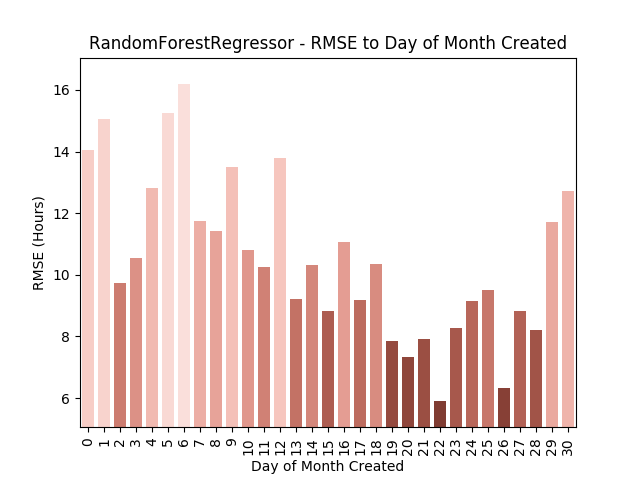 RandomForestRegressor - RMSE to Day of Month Created
RMSE (Hours)
16
14
12
10
8
6
0 1 2 3 4 5 6 7 8 9 10 11 12 13 14 15 16 17 18 19 20 21 22 23 24 25 26 27 28 29 30
Day of Month Created